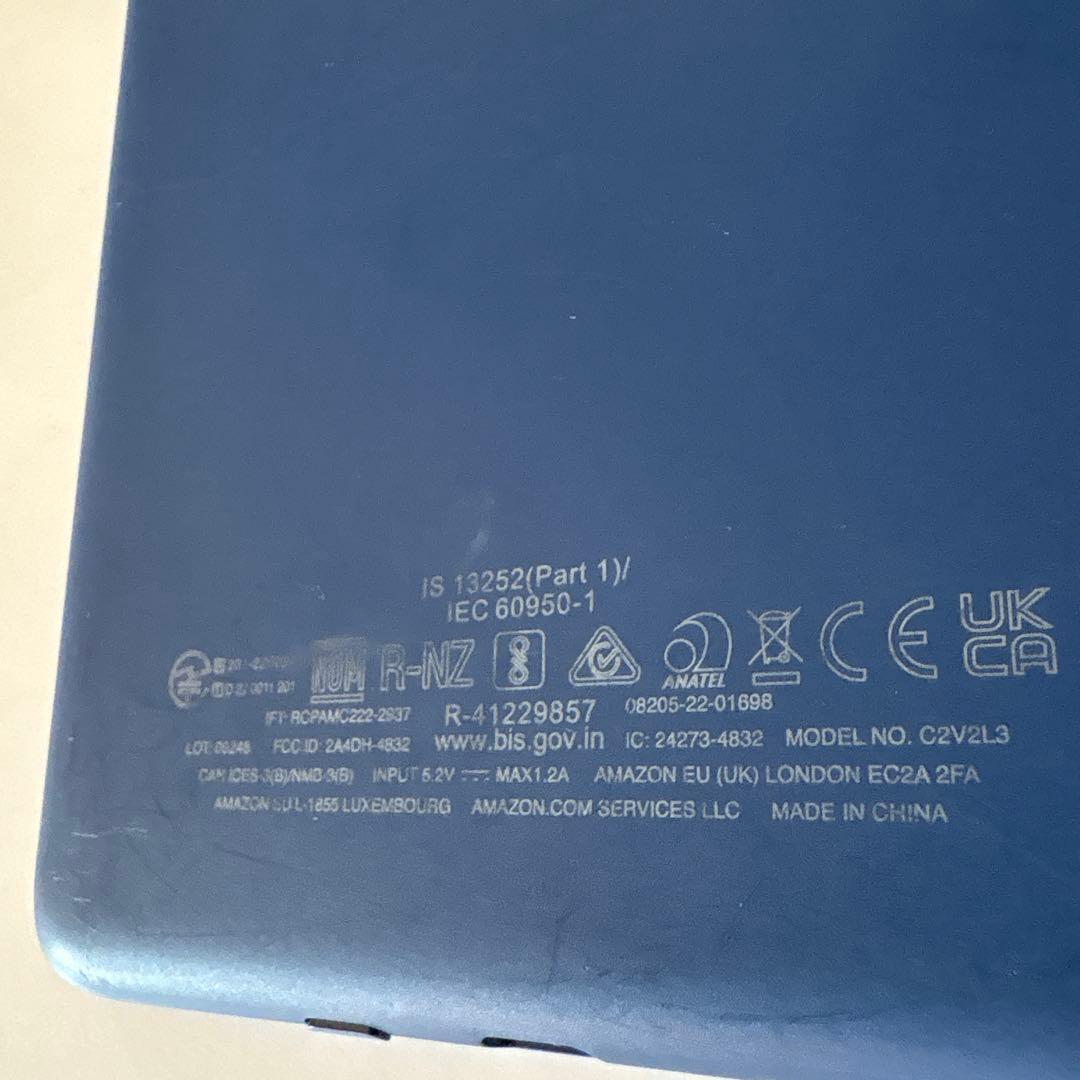 IS 13252(Part 1)/
IEC 60950-1
NOM R-NZ ANATEL CE UK CA
IFT: RCPAMC222-2937 R-41229857 08205-22-01698
LOT: FCC ID: 2A4DH-4832 www.bis.gov.in IC: 24273-4832 MODEL NO. C2V2L3
CAN ICES-3(B)/NMB-3(B) INPUT 5.2V MAX1.2A AMAZON EU (UK) LONDON EC2A 2FA
AMAZON L-1855 LUXEMBOURG AMAZON.COM SERVICES LLC MADE IN CHINA